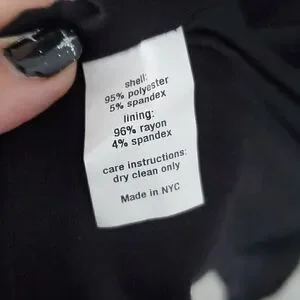 shell:
95% polyester
5% spandex
lining:
96% rayon
4% spandex
care instructions:
dry clean only
Made in NYC